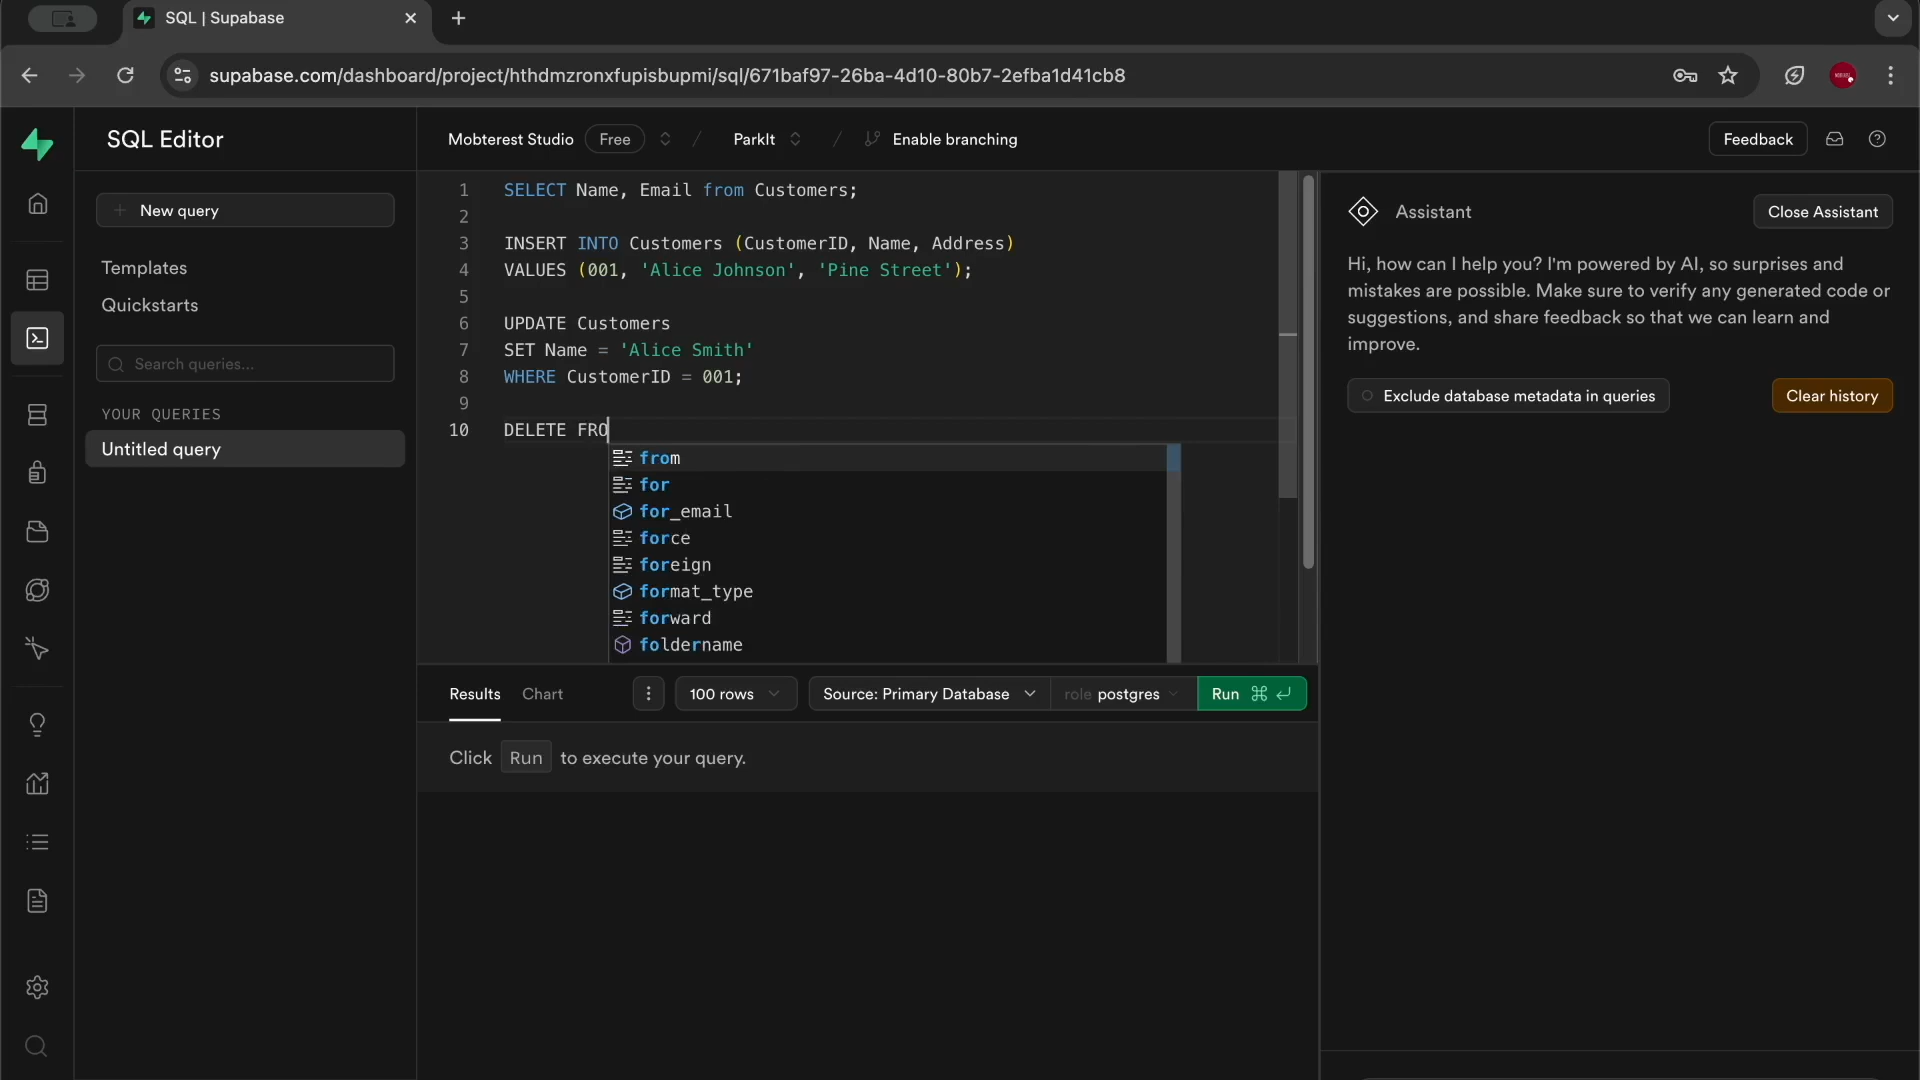 SQL | Supabase
supabase.com/dashboard/project/hthdmzronxfupisbupmi/sql/671baf97-26ba-4d10-80b7-2efba1d41cb8
SQL Editor
Mobterest Studio Free / ParkIt / Enable branching
Feedback
New query
Templates
Quickstarts
Search queries...
YOUR QUERIES
Untitled query
1 SELECT Name, Email from Customers;
2
3 INSERT INTO Customers (CustomerID, Name, Address)
4 VALUES (001, 'Alice Johnson', 'Pine Street');
5
6 UPDATE Customers
7 SET Name = 'Alice Smith'
8 WHERE CustomerID = 001;
9
10 DELETE FRO
from
for
for_email
force
foreign
format_type
forward
foldername
Results Chart 100 rows Source: Primary Database role postgres Run ⌘ ↵
Click Run to execute your query.
Assistant
Close Assistant
Hi, how can I help you? I'm powered by AI, so surprises and
mistakes are possible. Make sure to verify any generated code or
suggestions, and share feedback so that we can learn and
improve.
Exclude database metadata in queries
Clear history